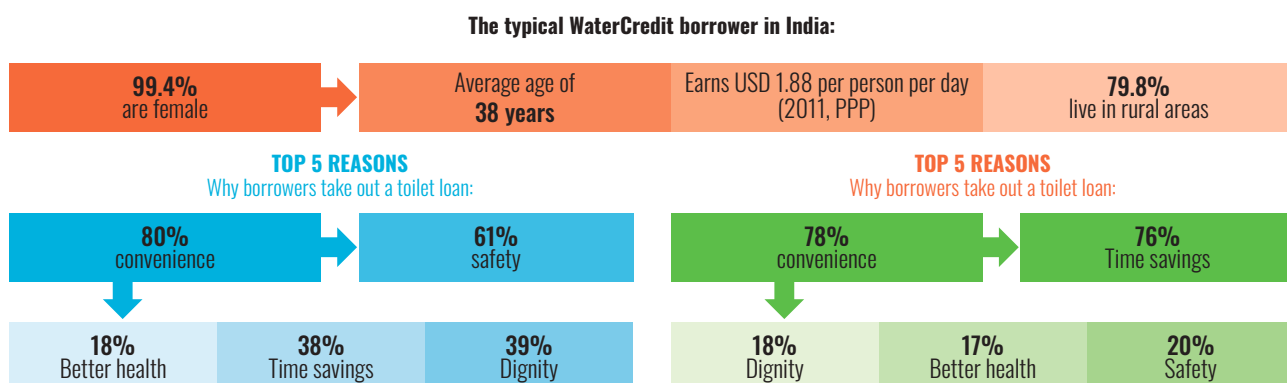 The typical WaterCredit borrower in India:
99.4%
are female
Average age of
38 years
Earns USD 1.88 per person per day
(2011, PPP)
79.8%
live in rural areas
TOP 5 REASONS
Why borrowers take out a toilet loan:
80%
convenience
61%
safety
18%
Better health
38%
Time savings
39%
Dignity
TOP 5 REASONS
Why borrowers take out a toilet loan:
78%
convenience
76%
Time savings
18%
Dignity
17%
Better health
20%
Safety